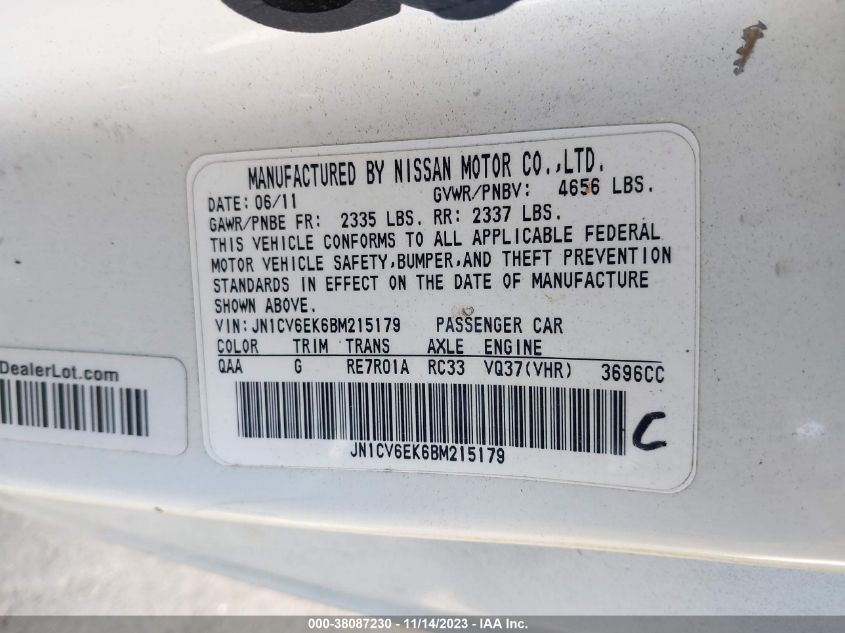 MANUFACTURED BY NISSAN MOTOR CO.,LTD.
DATE: 06/11 GVWR/PNBV: 4656 LBS.
GAWR/PNBE FR: 2335 LBS. RR: 2337 LBS.
THIS VEHICLE CONFORMS TO ALL APPLICABLE FEDERAL
MOTOR VEHICLE SAFETY,BUMPER,AND THEFT PREVENTION
STANDARDS IN EFFECT ON THE DATE OF MANUFACTURE
SHOWN ABOVE.
VIN: JN1CV6EK6BM215179 PASSENGER CAR
COLOR TRIM TRANS AXLE ENGINE
QAA G RE7R01A RC33 VQ37(VHR) 3696CC
C
JN1CV6EK6BM215179
DealerLot.com
000-38087230 - 11/14/2023 - IAA Inc.